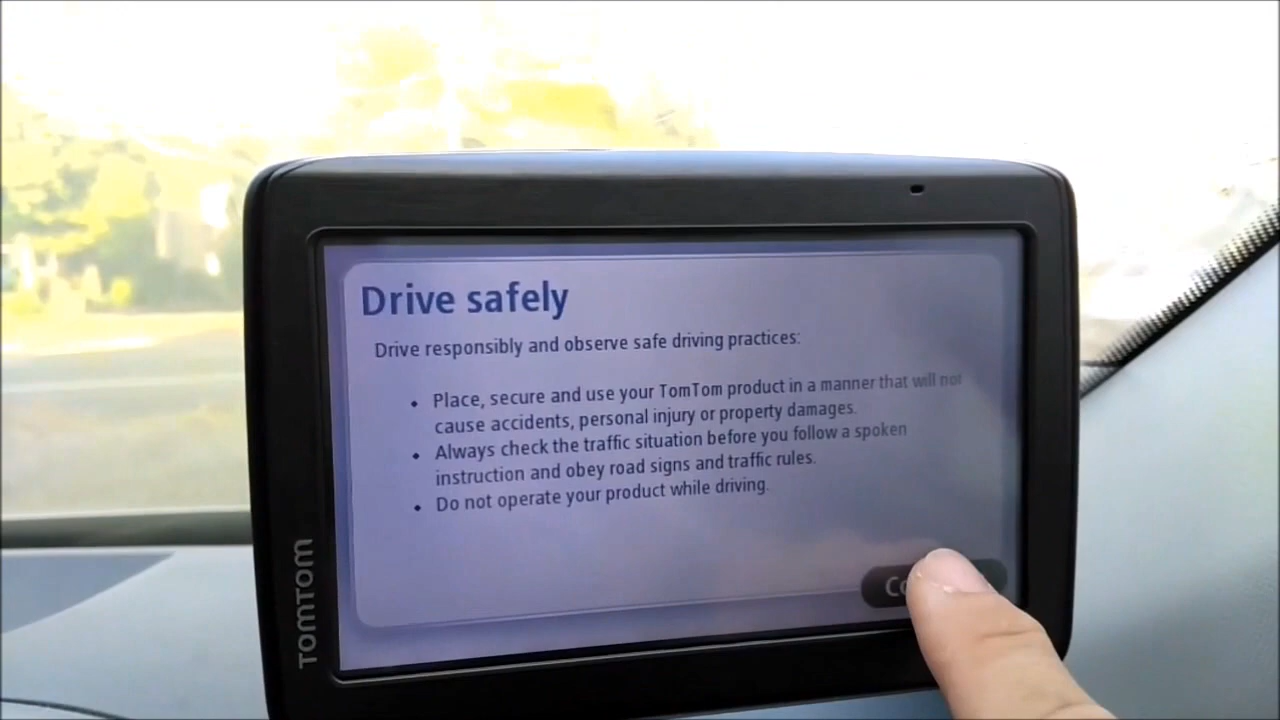 Drive safely
Drive responsibly and observe safe driving practices:
• Place, secure and use your TomTom product in a manner that will not
cause accidents, personal injury or property damages.
• Always check the traffic situation before you follow a spoken
instruction and obey road signs and traffic rules.
• Do not operate your product while driving.
TOMTOM